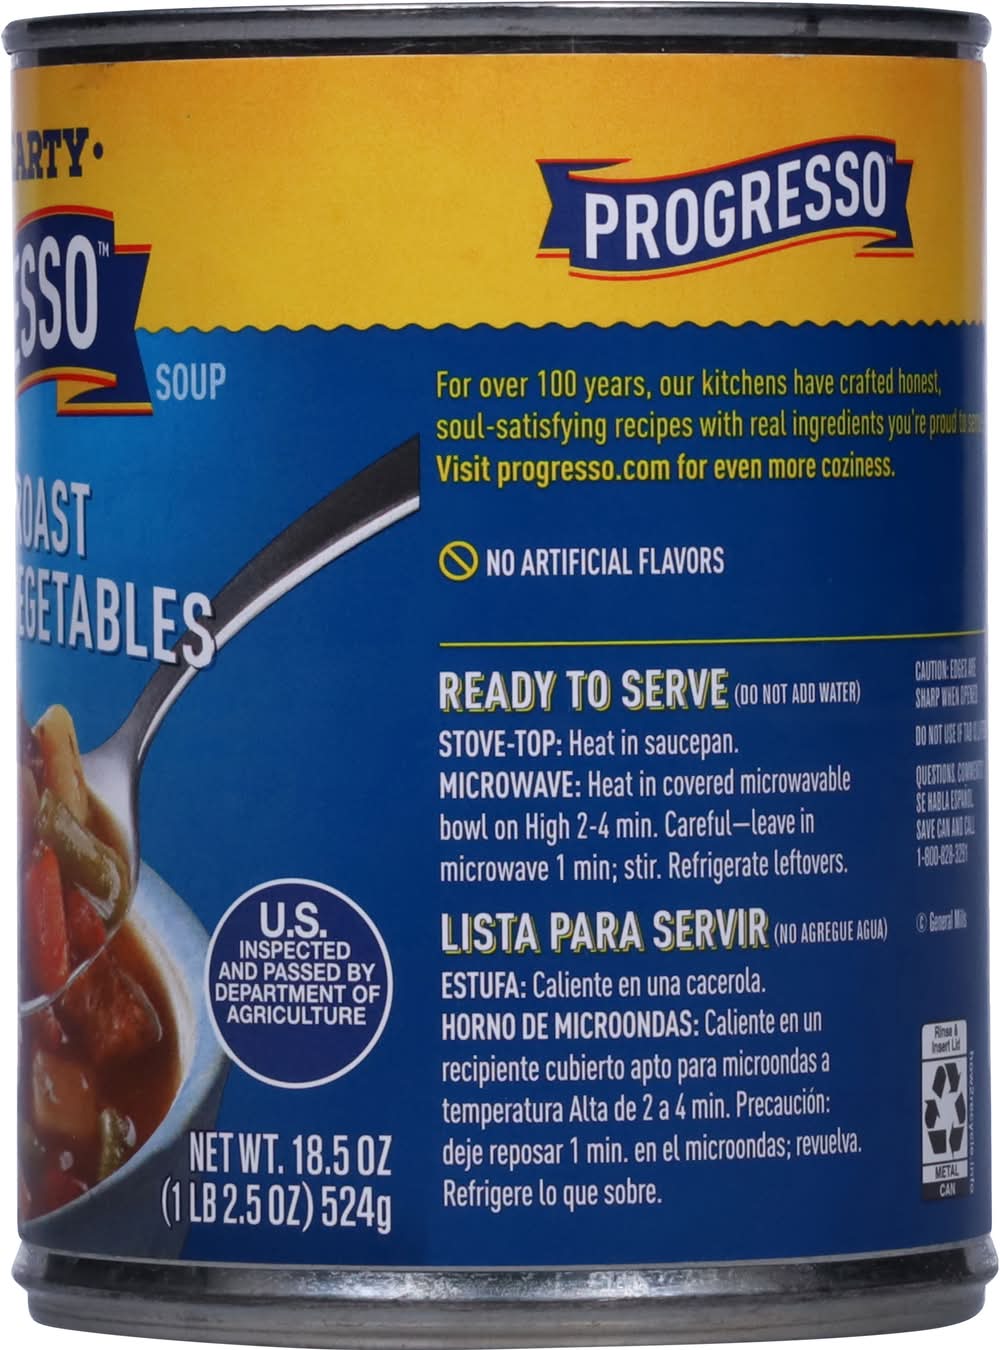 SOUP
VEGETABLES
U.S.
INSPECTED
AND PASSED BY
DEPARTMENT OF
AGRICULTURE
NET WT. 18.5 OZ
(1 LB 2.5 OZ) 524g
PROGRESSO™
For over 100 years, our kitchens have crafted honest,
soul-satisfying recipes with real ingredients you're proud to
Visit progresso.com for even more coziness.
NO ARTIFICIAL FLAVORS
READY TO SERVE (DO NOT ADD WATER)
STOVE-TOP: Heat in saucepan.
MICROWAVE: Heat in covered microwavable
bowl on High 2-4 min. Careful—leave in
microwave 1 min; stir. Refrigerate leftovers.
LISTA PARA SERVIR (NO AGREGUE AGUA)
ESTUFA: Caliente en una cacerola.
HORNO DE MICROONDAS: Caliente en un
recipiente cubierto apto para microondas a
temperatura Alta de 2 a 4 min. Precaución:
deje reposar 1 min. en el microondas; revuelva.
Refrigere lo que sobre.
CAUTION: EDGES ARE
SHARP WHEN OPENED
DO NOT USE IF TAB
QUESTIONS, COMMENTS
SE HABLA ESPAÑOL
SAVE CAN AND CALL
1-800-828-3291
© General Mills
Rinse &
Insert Lid
METAL
CAN
how2recycle.info